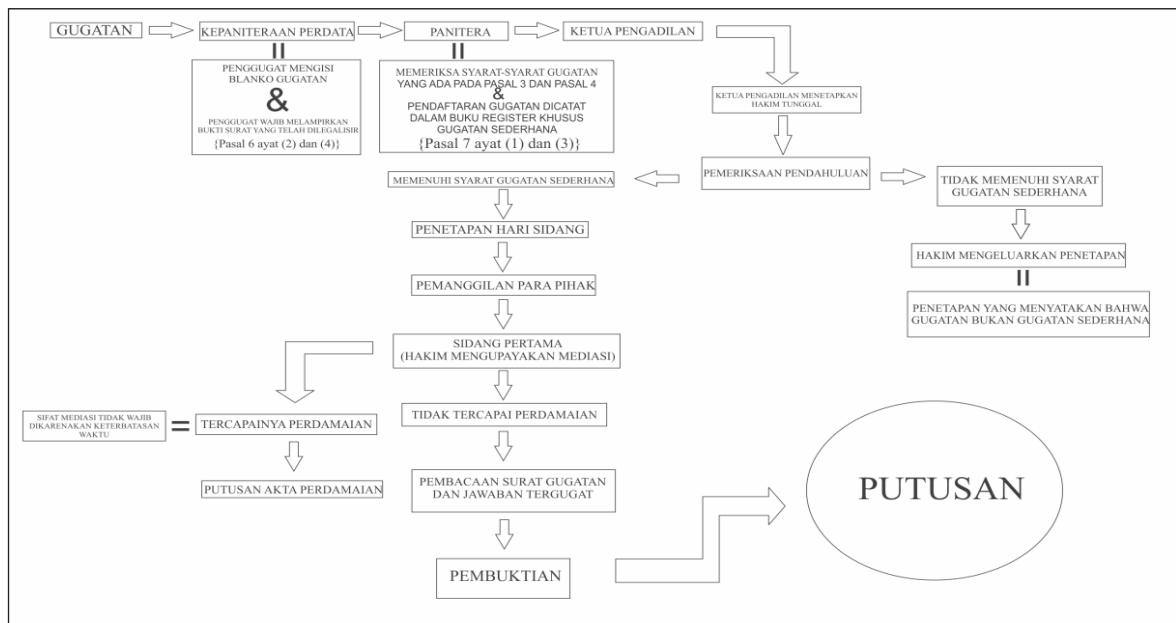 GUGATAN
KEPANITERAAN PERDATA
PANITERA
KETUA PENGADILAN
PENGGUGAT MENGISI
BLANKO GUGATAN
&
PENGGUGAT WAJIB MELAMPIRKAN
BUKTI SURAT YANG TELAH DILEGALISIR
{Pasal 6 ayat (2) dan (4)}
MEMERIKSA SYARAT-SYARAT GUGATAN
YANG ADA PADA PASAL 3 DAN PASAL 4
&
PENDAFTARAN GUGATAN DICATAT
DALAM BUKU REGISTER KHUSUS
GUGATAN SEDERHANA
{Pasal 7 ayat (1) dan (3)}
KETUA PENGADILAN MENETAPKAN
HAKIM TUNGGAL
PEMERIKSAAN PENDAHULUAN
MEMENUHI SYARAT GUGATAN SEDERHANA
TIDAK MEMENUHI SYARAT
GUGATAN SEDERHANA
PENETAPAN HARI SIDANG
HAKIM MENGELUARKAN PENETAPAN
PEMANGGILAN PARA PIHAK
PENETAPAN YANG MENYATAKAN BAHWA
GUGATAN BUKAN GUGATAN SEDERHANA
SIDANG PERTAMA
(HAKIM MENGUPAYAKAN MEDIASI)
SIFAT MEDIASI TIDAK WAJIB
DIKARENAKAN KETERBATASAN
WAKTU
=
TERCAPAINYA PERDAMAIAN
TIDAK TERCAPAI PERDAMAIAN
PUTUSAN AKTA PERDAMAIAN
PEMBACAAN SURAT GUGATAN
DAN JAWABAN TERGUGAT
PEMBUKTIAN
PUTUSAN